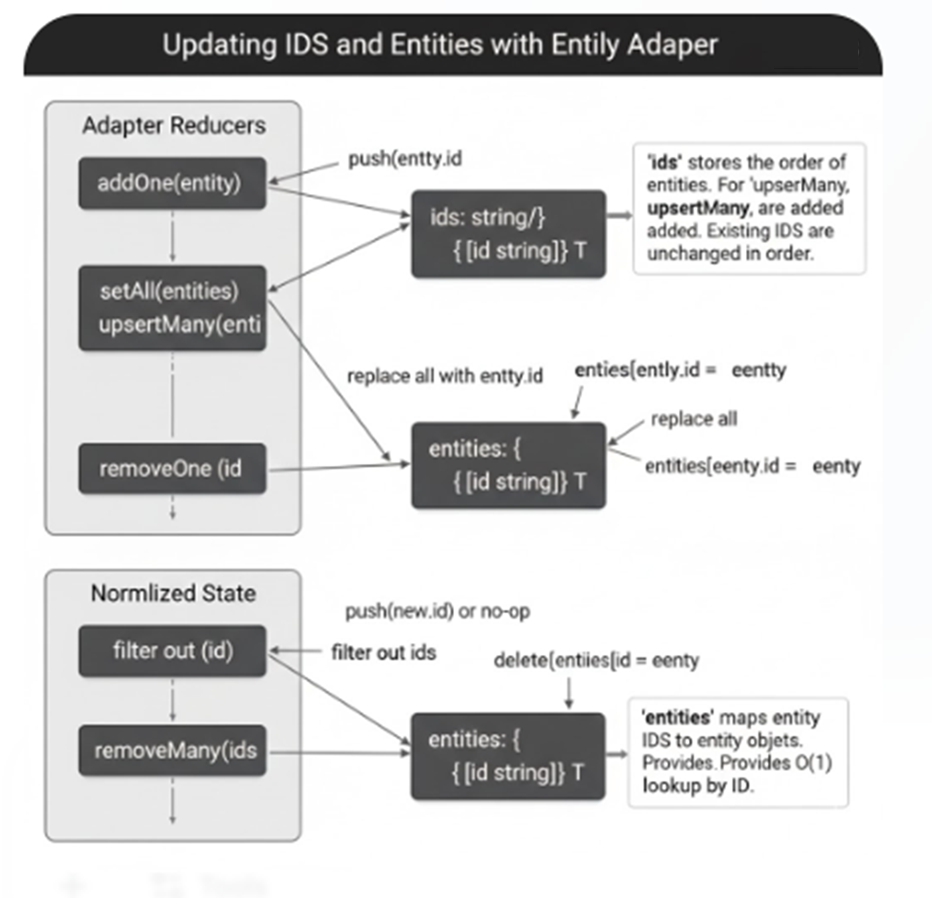 Updating IDS and Entities with Entily Adaper
Adapter Reducers
addOne(entity)
setAll(entities)
upsertMany(enti
removeOne (id
push(entty.id
ids: string/}
{ [id string]} T
'ids' stores the order of
entities. For 'upserMany,
upsertMany, are added
added. Existing IDS are
unchanged in order.
replace all with entty.id
enties[ently.id = eentty
replace all
entities[eenty.id = eenty
entities: {
{ [id string]} T
Normlized State
filter out (id)
removeMany(ids
push(new.id) or no-op
filter out ids
delete[entiies[id = eenty
entities: {
{ [id string]} T
'entities' maps entity
IDS to entity objets.
Provides. Provides O(1)
lookup by ID.